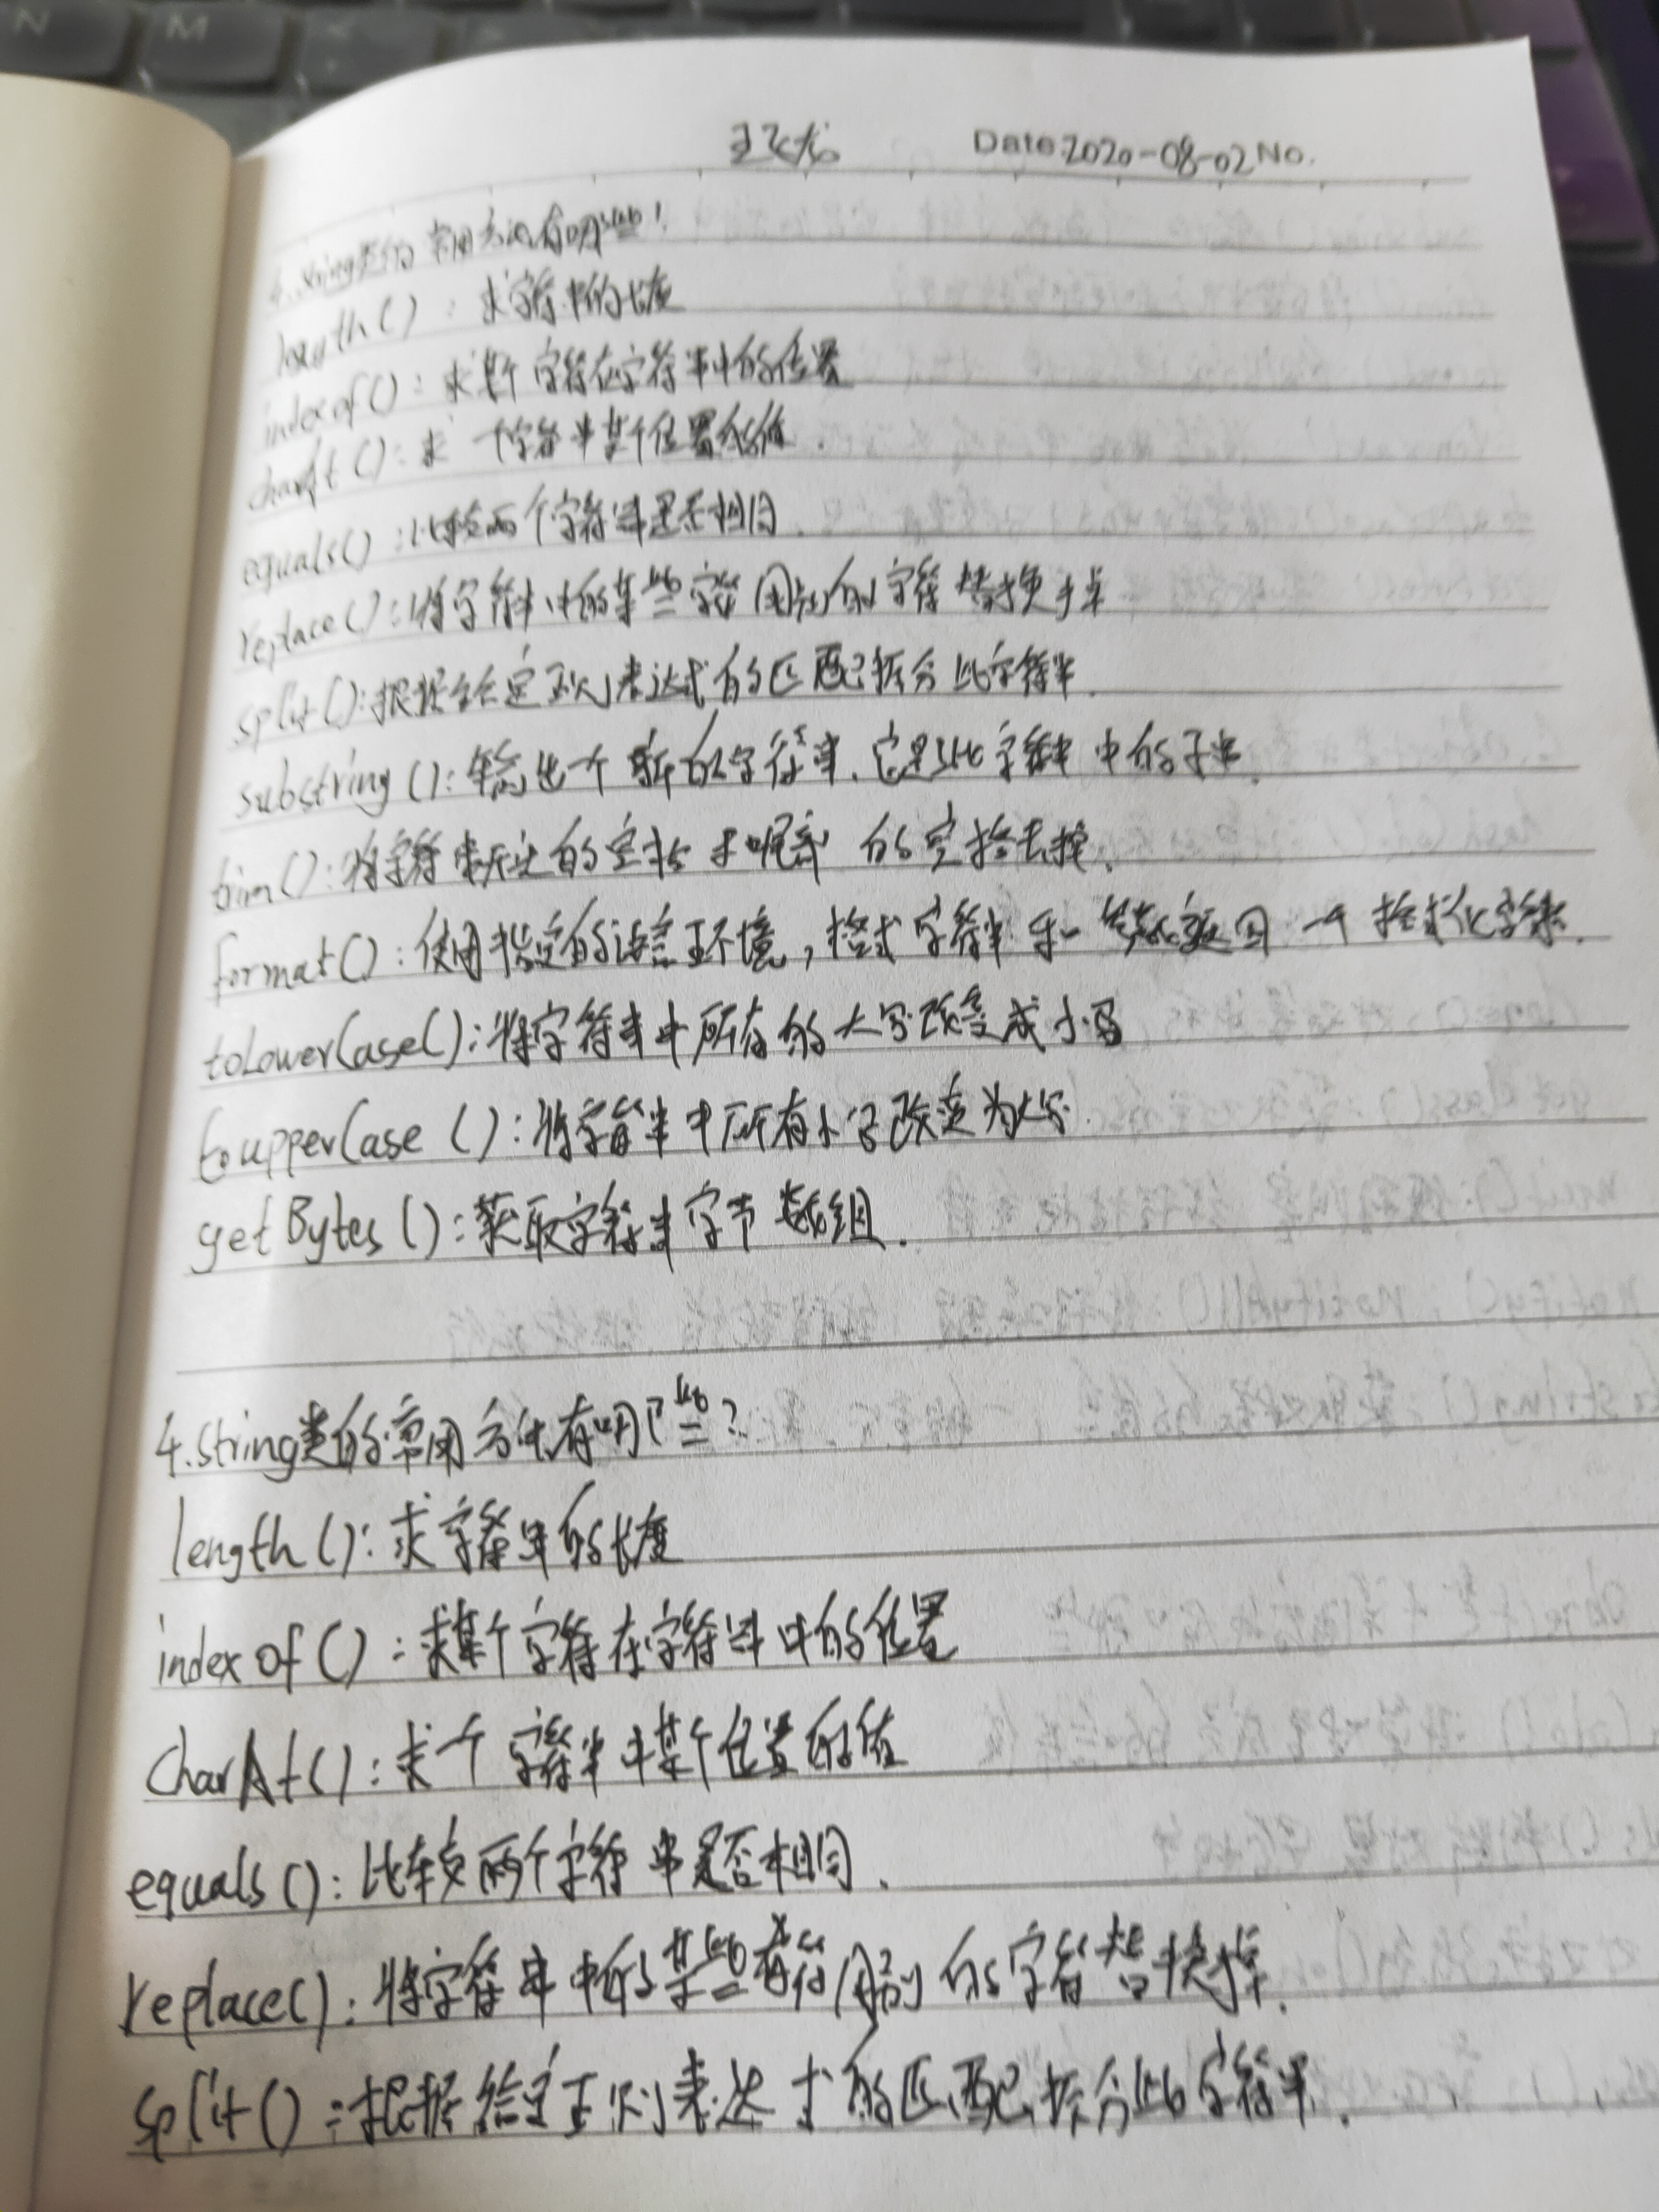 Date 2020-08-02 No.
4.String类的常用方法有哪些?
length():求字符串的长度
index of():求某个字符在字符串中的位置
charAt():求一个字符串某个位置的值.
equals():比较两个字符串是否相同.
replace():将字符串中的某些字符用别的字符替换掉
split():根据给定正则表达式的匹配拆分此字符串.
substring():输出一个新的字符串.它是此字符串中的子串.
trim():将字符串开头的空格和尾部的空格去掉.
format():使用指定的语言环境,格式字符串和参数返回一个格式化字符串.
toLowerCase():将字符串中所有的大写改变成小写
toupperCase():将字符串中所有小写改变为大写.
getBytes():获取字符串字节数组.
4.String类的常用方法有哪些?
length():求字符串的长度
index of():求某个字符在字符串中的位置
CharAt():求一个字符串中某个位置的值
equals():比较两个字符串是否相同.
replace():将字符串中的某些字符用别的字符替换掉.
split():根据给定正则表达式的匹配拆分此字符串.